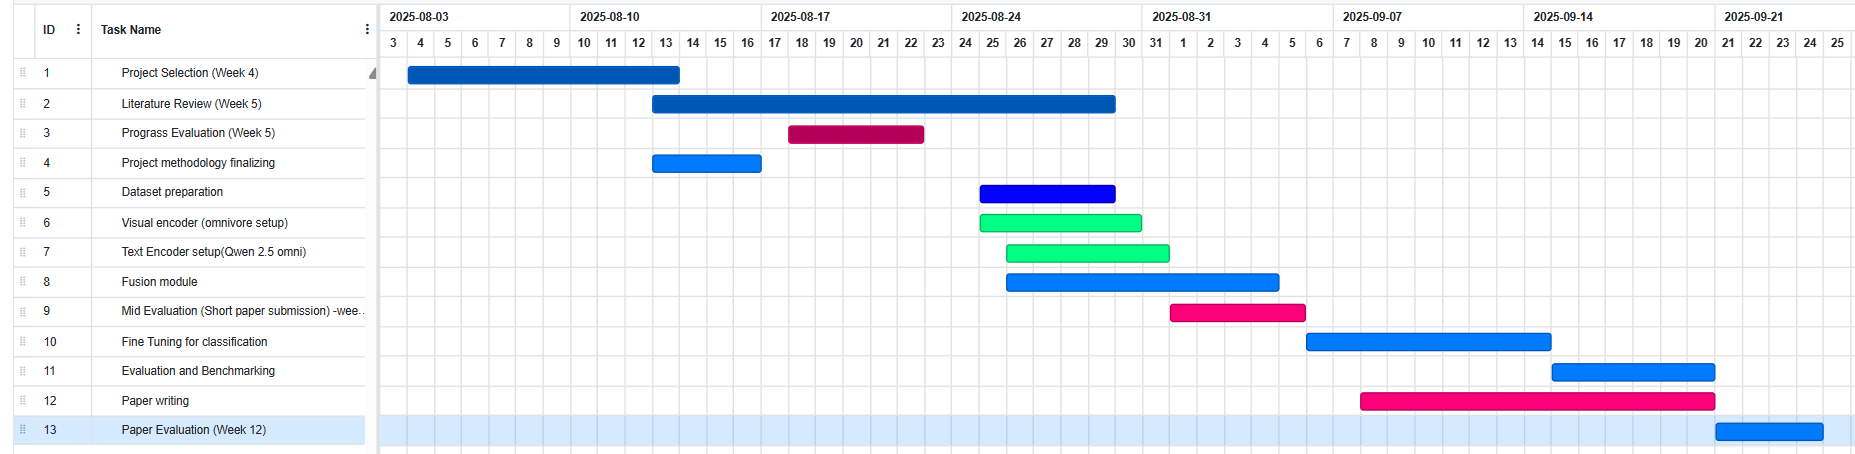 ID Task Name 2025-08-03 2025-08-10 2025-08-17 2025-08-24 2025-08-31 2025-09-07 2025-09-14 2025-09-21
3 4 5 6 7 8 9 10 11 12 13 14 15 16 17 18 19 20 21 22 23 24 25 26 27 28 29 30 31 1 2 3 4 5 6 7 8 9 10 11 12 13 14 15 16 17 18 19 20 21 22 23 24 25
1 Project Selection (Week 4)
2 Literature Review (Week 5)
3 Prograss Evaluation (Week 5)
4 Project methodology finalizing
5 Dataset preparation
6 Visual encoder (omnivore setup)
7 Text Encoder setup(Qwen 2.5 omni)
8 Fusion module
9 Mid Evaluation (Short paper submission) -wee...
10 Fine Tuning for classification
11 Evaluation and Benchmarking
12 Paper writing
13 Paper Evaluation (Week 12)